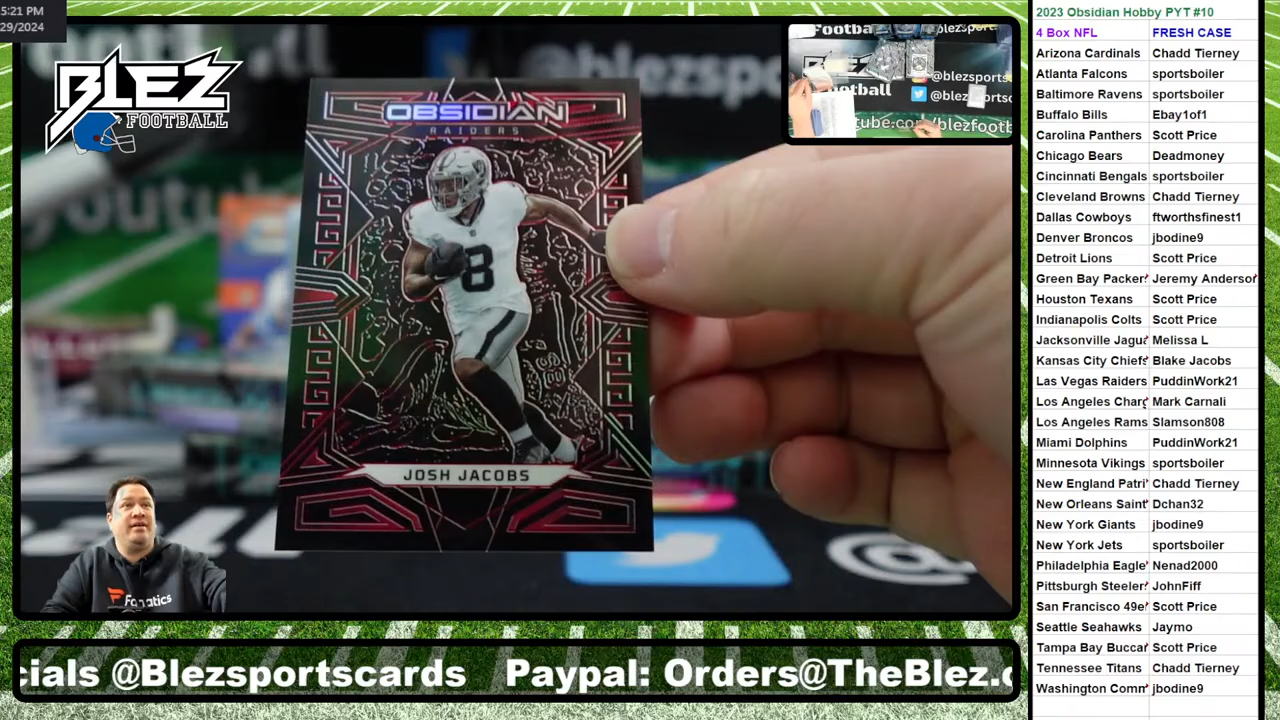 5:21 PM
29/2024
BLEZ
FOOTBALL
OBSIDIAN
RAIDERS
8
JOSH JACOBS
Fanatics
@blezsports
@blezsportsc
youtu
@blezspo
cials @Blezsportscards Paypal: Orders@TheBlez.c
2023 Obsidian Hobby PYT #10
4 Box NFL FRESH CASE
Arizona Cardinals Chadd Tierney
Atlanta Falcons sportsboiler
Baltimore Ravens sportsboiler
Buffalo Bills Ebay1of1
Carolina Panthers Scott Price
Chicago Bears Deadmoney
Cincinnati Bengals sportsboiler
Cleveland Browns Chadd Tierney
Dallas Cowboys ftworthsfinest1
Denver Broncos jbodine9
Detroit Lions Scott Price
Green Bay Packer Jeremy Anderson
Houston Texans Scott Price
Indianapolis Colts Scott Price
Jacksonville Jagua Melissa L
Kansas City Chiefs Blake Jacobs
Las Vegas Raiders PuddinWork21
Los Angeles Charg Mark Carnali
Los Angeles Rams Slamson808
Miami Dolphins PuddinWork21
Minnesota Vikings sportsboiler
New England Patri Chadd Tierney
New Orleans Saint Dchan32
New York Giants jbodine9
New York Jets sportsboiler
Philadelphia Eagle Nenad2000
Pittsburgh Steeler JohnFiff
San Francisco 49e Scott Price
Seattle Seahawks Jaymo
Tampa Bay Buccan Scott Price
Tennessee Titans Chadd Tierney
Washington Comm jbodine9